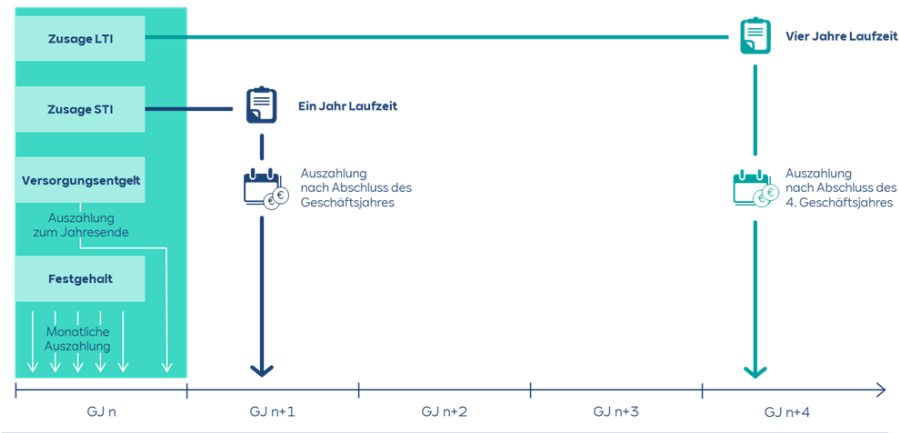 Zusage LTI
Vier Jahre Laufzeit
Zusage STI
Ein Jahr Laufzeit
Versorgungsentgelt
Auszahlung
zum Jahresende
Auszahlung
nach Abschluss des
Geschäftsjahres
Auszahlung
nach Abschluss des
4. Geschäftsjahres
Festgehalt
Monatliche
Auszahlung
GJ n
GJ n+1
GJ n+2
GJ n+3
GJ n+4